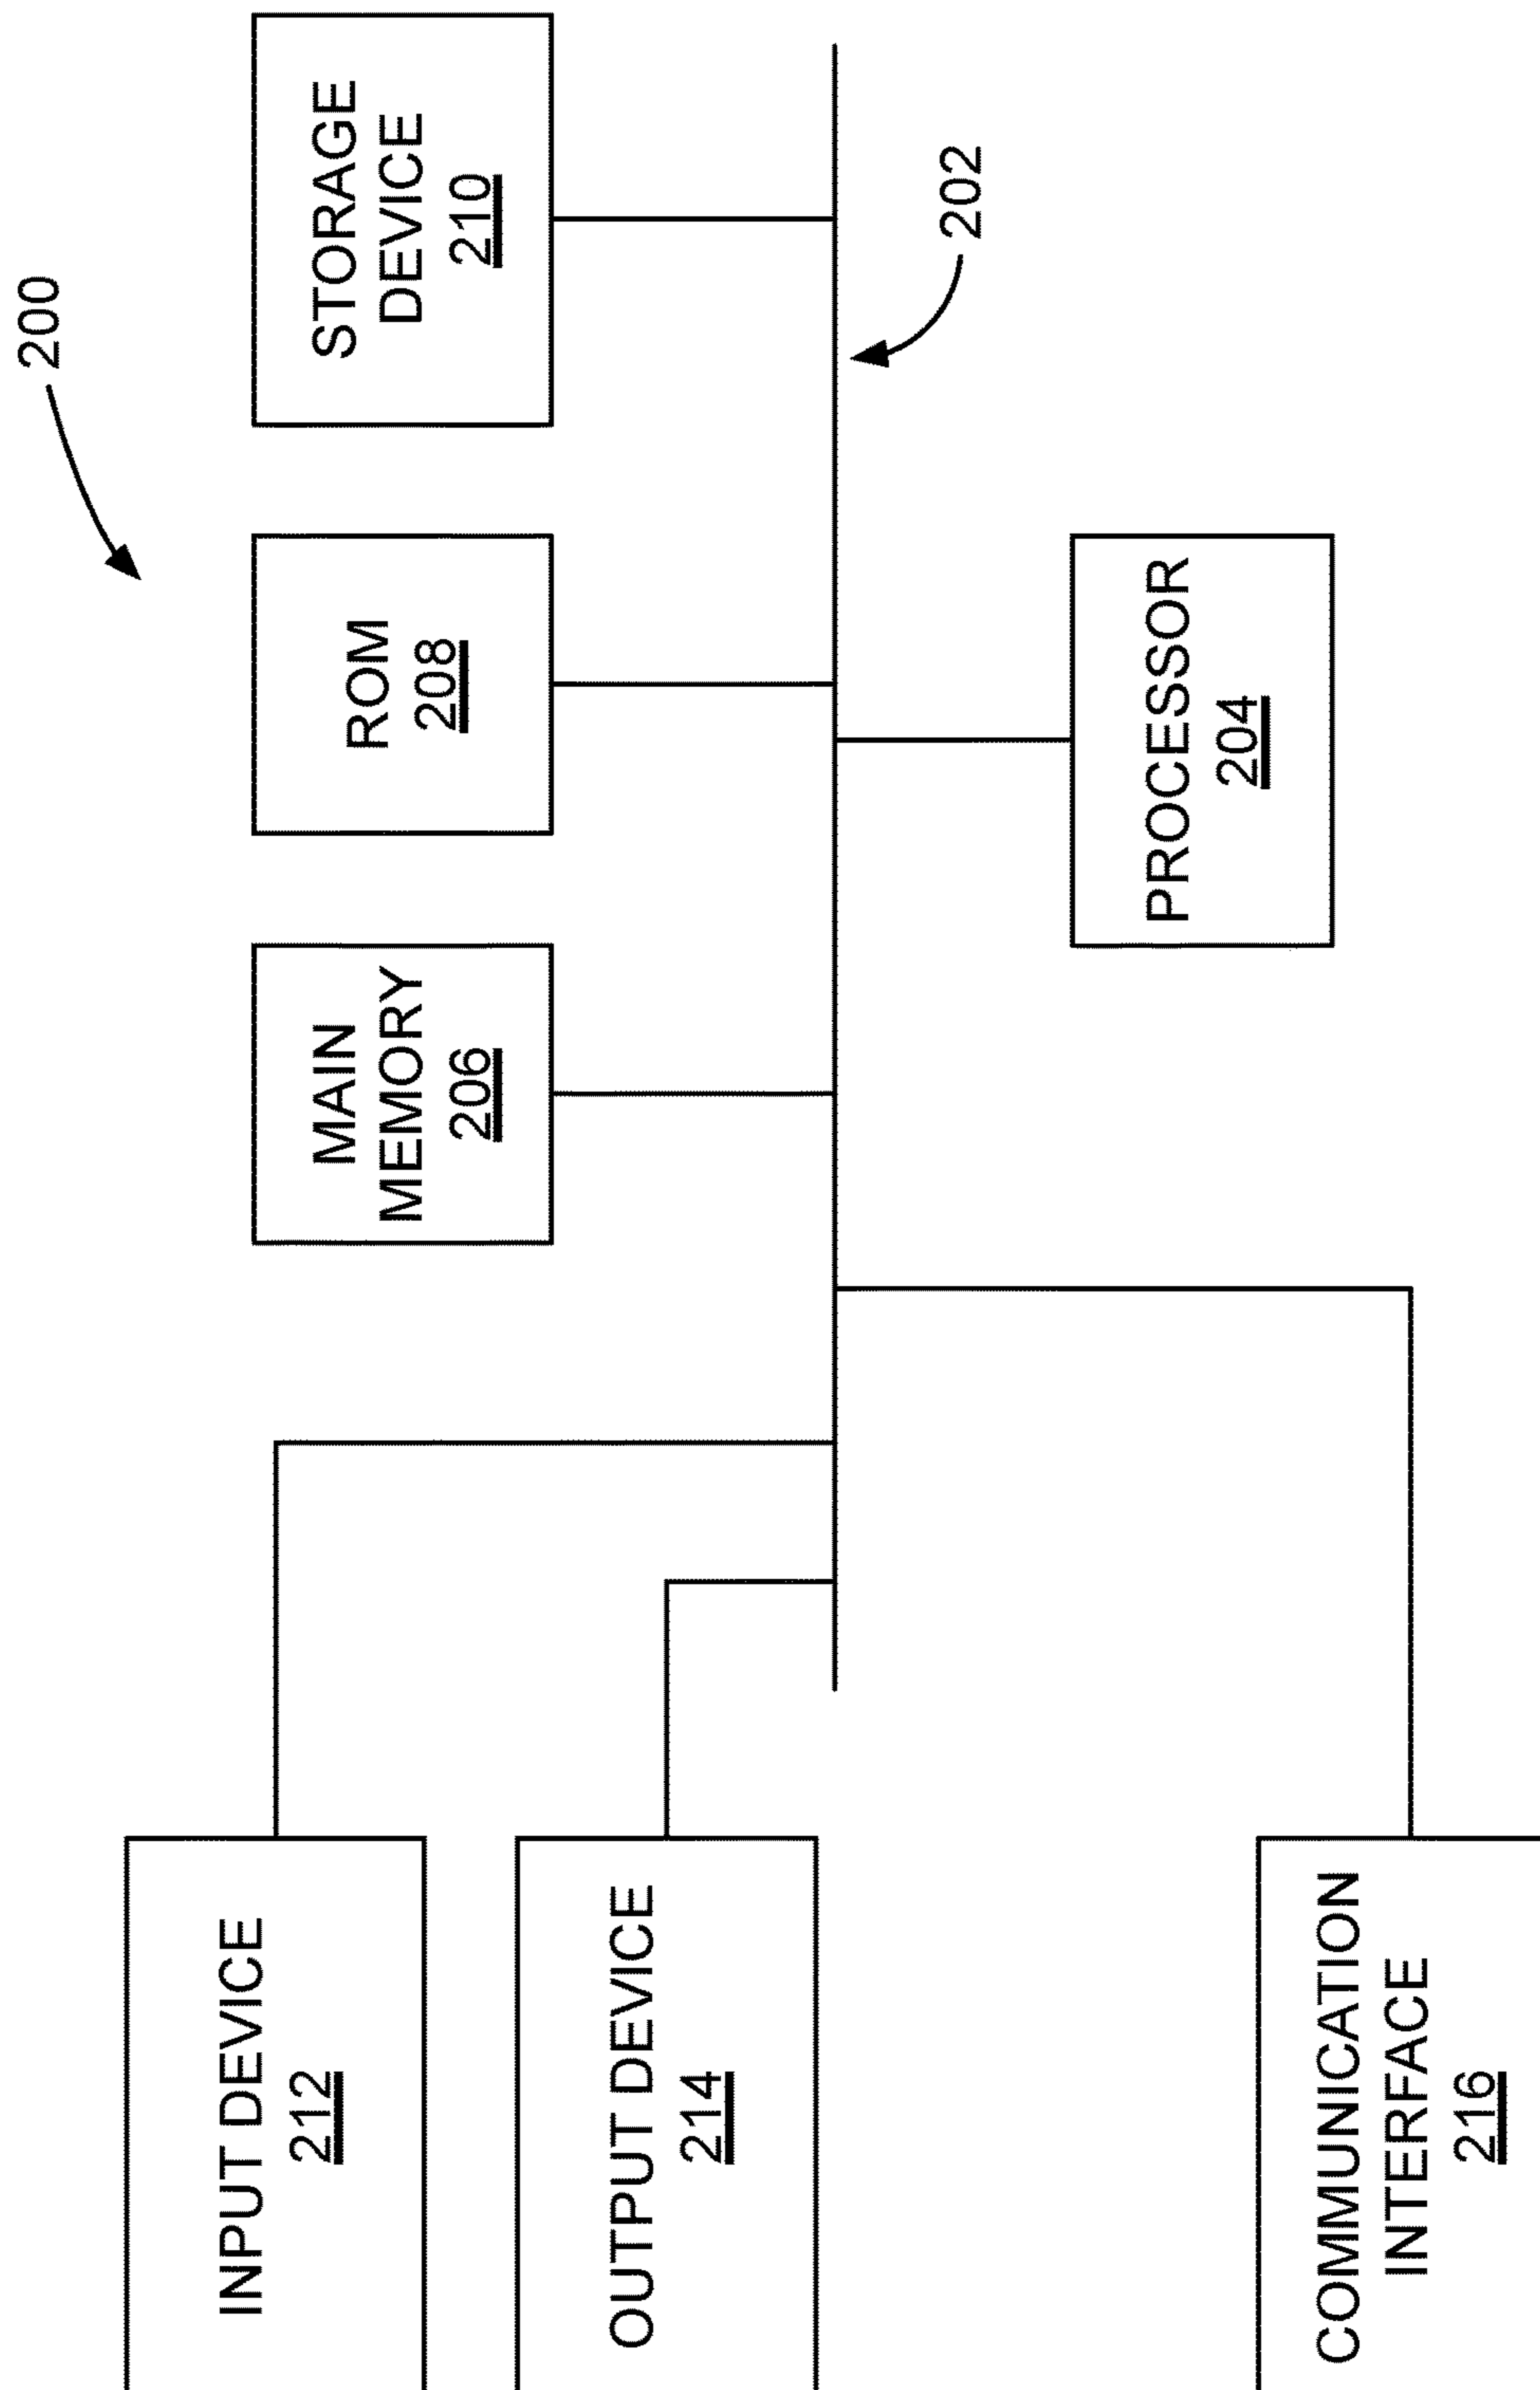 200
MAIN
MEMORY
206
ROM
208
STORAGE
DEVICE
210
INPUT DEVICE
212
OUTPUT DEVICE
214
202
PROCESSOR
204
COMMUNICATION
INTERFACE
216